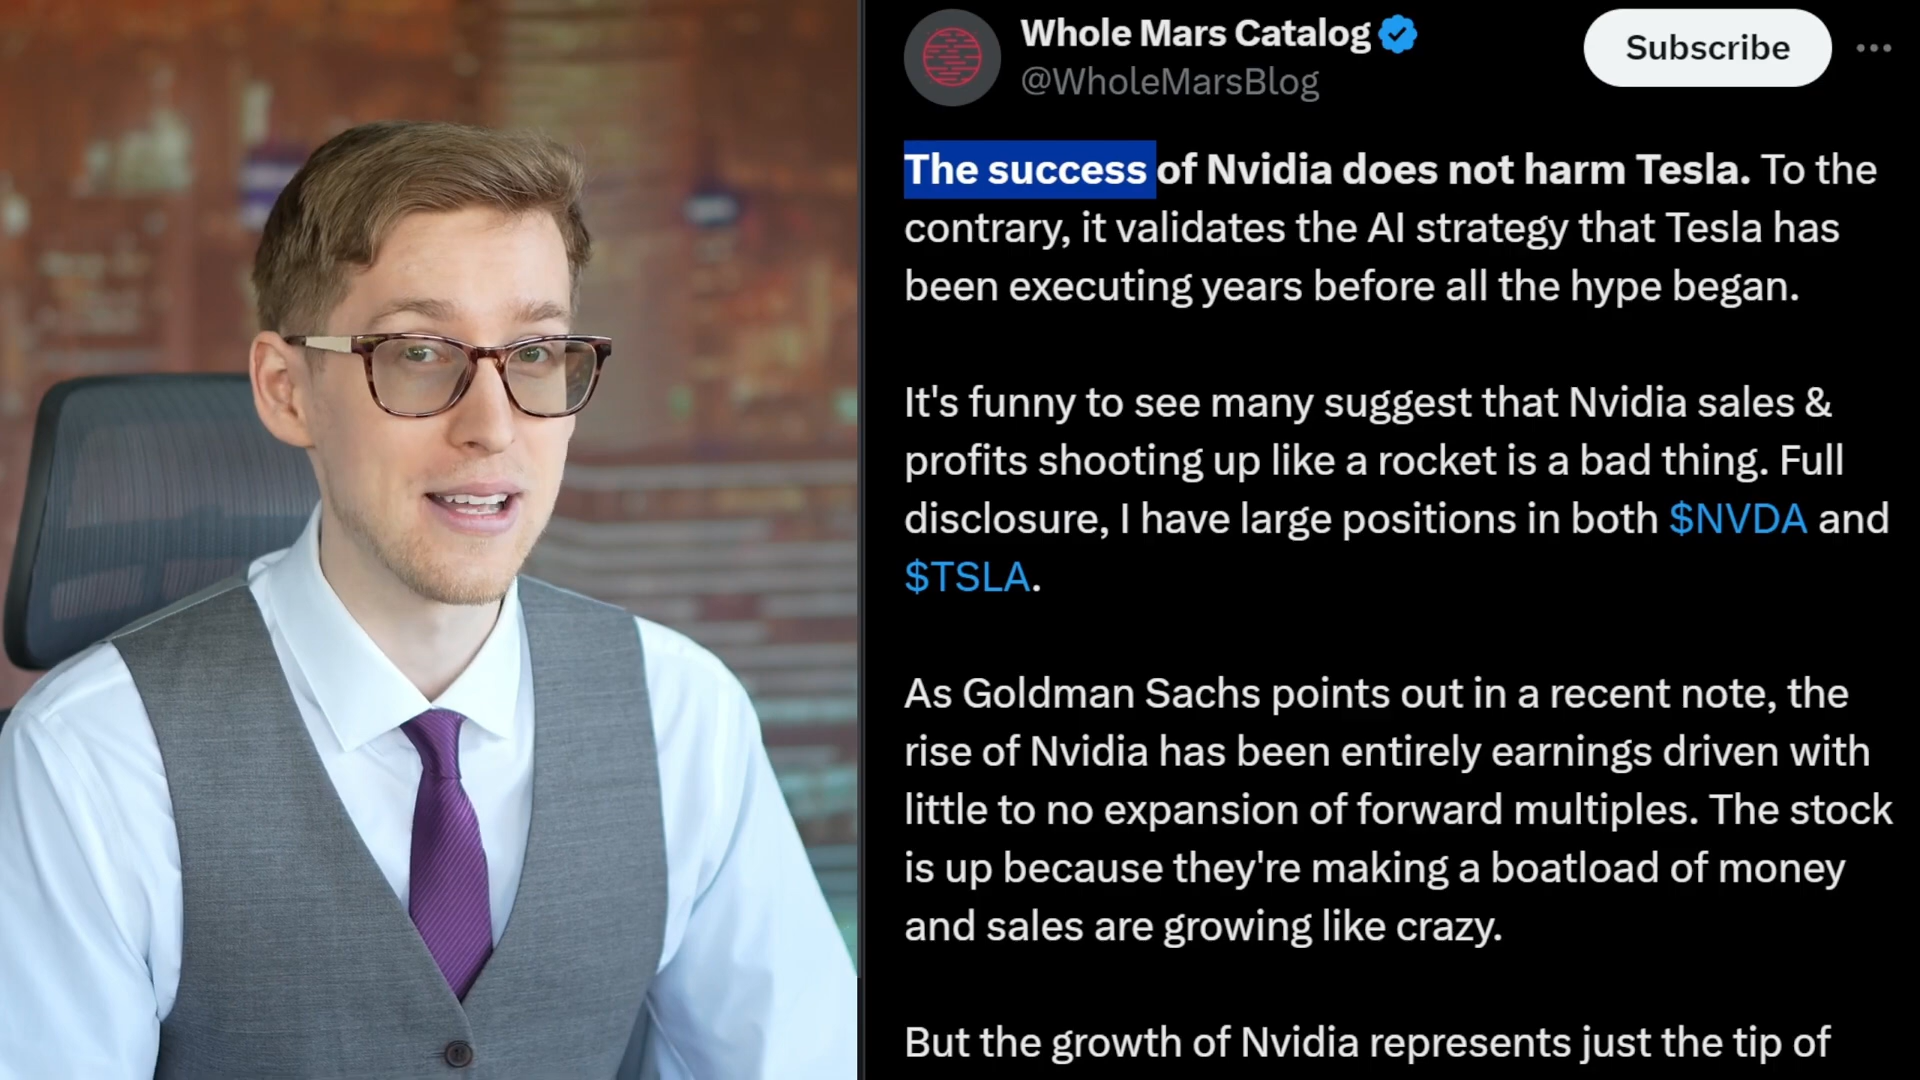 Whole Mars Catalog
@WholeMarsBlog
Subscribe
The success of Nvidia does not harm Tesla. To the
contrary, it validates the AI strategy that Tesla has
been executing years before all the hype began.
It's funny to see many suggest that Nvidia sales &
profits shooting up like a rocket is a bad thing. Full
disclosure, I have large positions in both $NVDA and
$TSLA.
As Goldman Sachs points out in a recent note, the
rise of Nvidia has been entirely earnings driven with
little to no expansion of forward multiples. The stock
is up because they're making a boatload of money
and sales are growing like crazy.
But the growth of Nvidia represents just the tip of